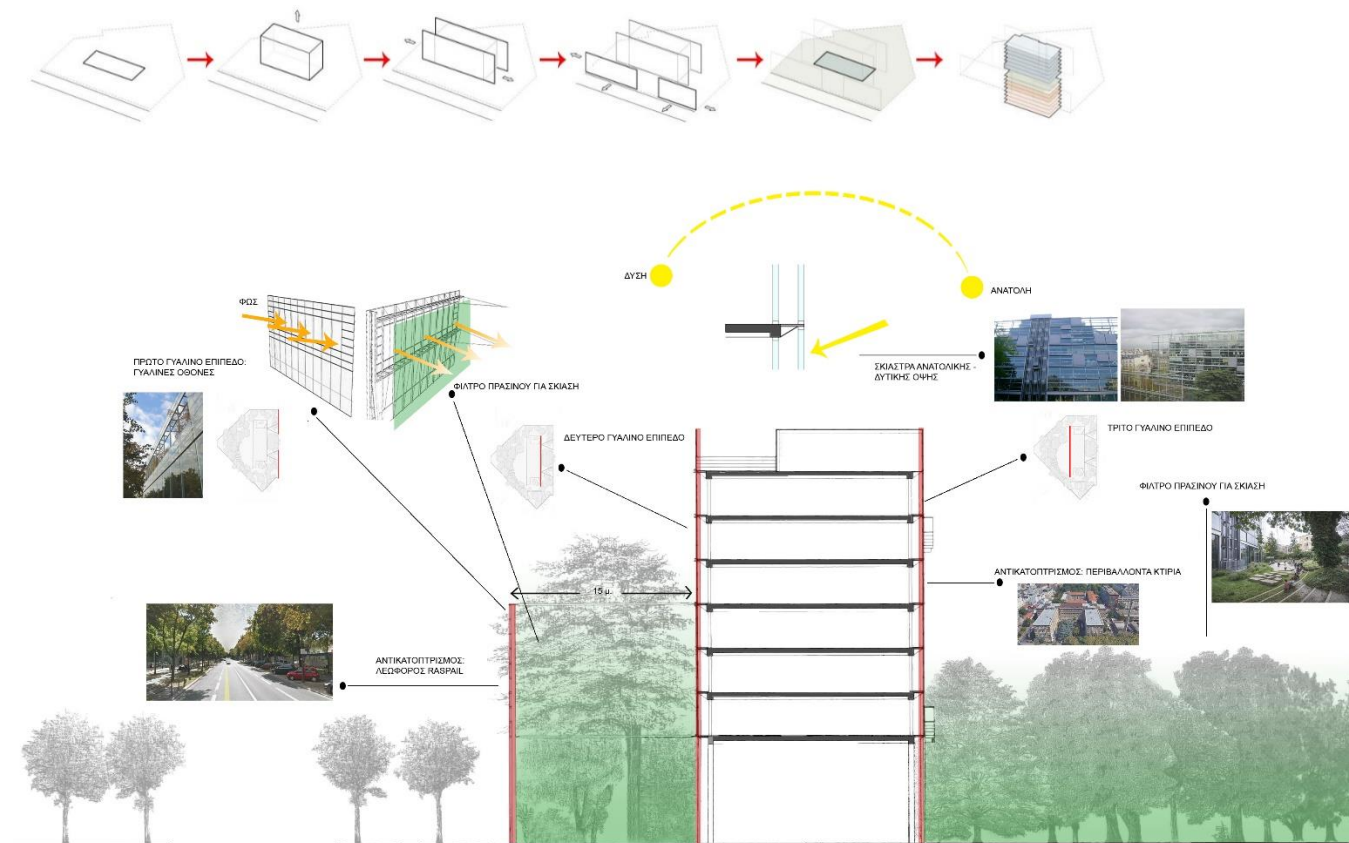 ΔΥΣΗ
ΑΝΑΤΟΛΗ
ΦΩΣ
ΠΡΩΤΟ ΓΥΑΛΙΝΟ ΕΠΙΠΕΔΟ:
ΓΥΑΛΙΝΕΣ ΟΘΟΝΕΣ
ΦΙΛΤΡΟ ΠΡΑΣΙΝΟΥ ΓΙΑ ΣΚΙΑΣΗ
ΣΚΙΑΣΤΡΑ ΑΝΑΤΟΛΙΚΗΣ -
ΔΥΤΙΚΗΣ ΟΨΗΣ
ΔΕΥΤΕΡΟ ΓΥΑΛΙΝΟ ΕΠΙΠΕΔΟ
ΤΡΙΤΟ ΓΥΑΛΙΝΟ ΕΠΙΠΕΔΟ
ΦΙΛΤΡΟ ΠΡΑΣΙΝΟΥ ΓΙΑ ΣΚΙΑΣΗ
ΑΝΤΙΚΑΤΟΠΤΡΙΣΜΟΣ: ΠΕΡΙΒΑΛΛΟΝΤΑ ΚΤΙΡΙΑ
15 μ.
ΑΝΤΙΚΑΤΟΠΤΡΙΣΜΟΣ:
ΛΕΩΦΟΡΟΣ RASPAIL